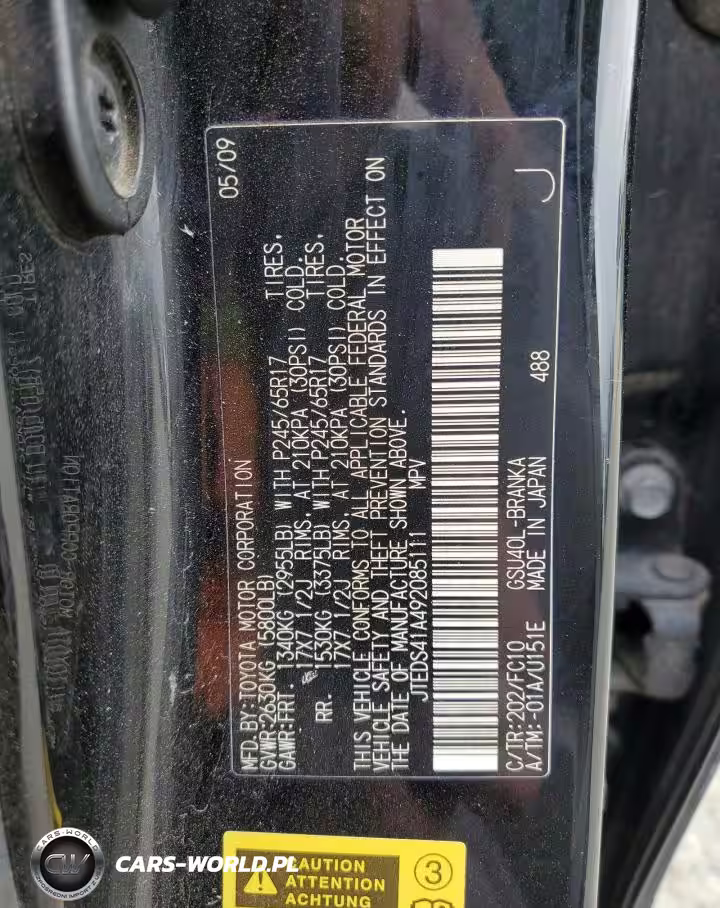 05/09
MFD.BY:TOYOTA MOTOR CORPORATION
GVWR:2630KG (5800LB)
GAWR:FRT. 1340KG (2955LB) WITH P245/65R17 TIRES,
17X7 1/2J RIMS, AT 210KPA (30PSI) COLD.
RR. 1530KG (3375LB) WITH P245/65R17 TIRES,
17X7 1/2J RIMS, AT 210KPA (30PSI) COLD.
THIS VEHICLE CONFORMS TO ALL APPLICABLE FEDERAL MOTOR
VEHICLE SAFETY AND THEFT PREVENTION STANDARDS IN EFFECT ON
THE DATE OF MANUFACTURE SHOWN ABOVE.
JTEDS41A492085111 MPV
C/TR:202/FC10 GSU40L-BRANKA
A/TM:-01A/U151E MADE IN JAPAN 488
J
CAUTION
ATTENTION
ACHTUNG
3
CARS-WORLD
CW
CARS-WORLD.PL